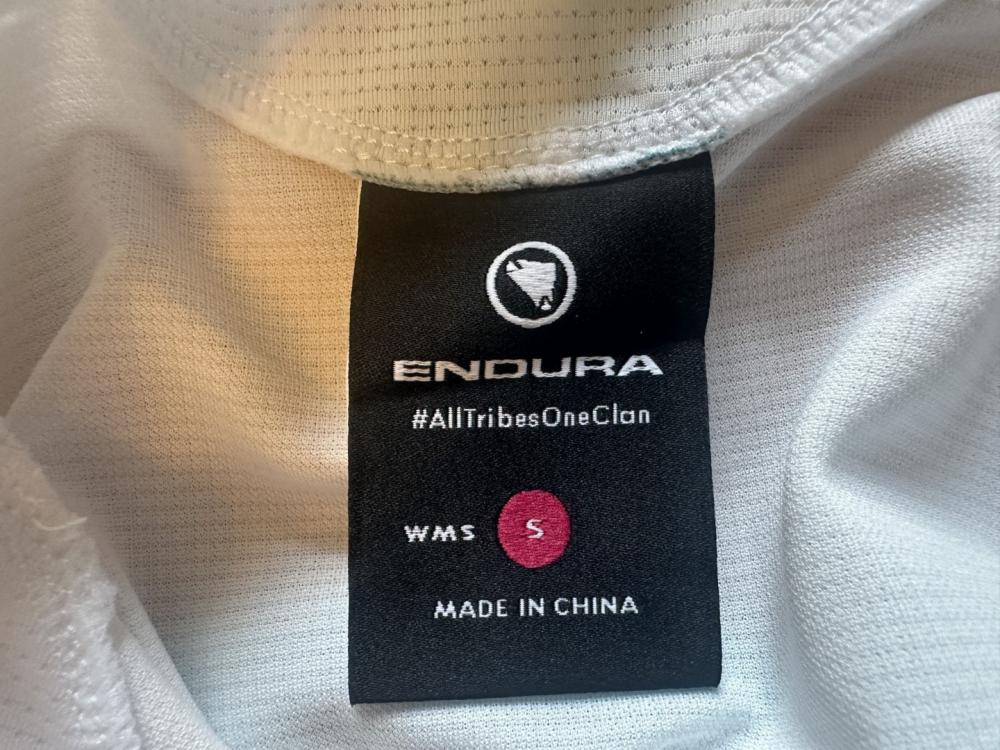 ENDURA
#AllTribesOneClan
WMS S
MADE IN CHINA